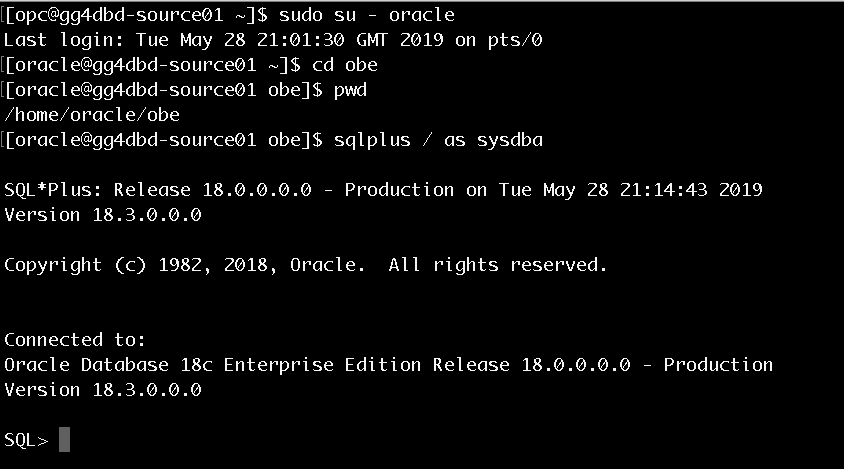 [[opc@gg4dbd-source01 ~]$ sudo su - oracle
Last login: Tue May 28 21:01:30 GMT 2019 on pts/0
[[oracle@gg4dbd-source01 ~]$ cd obe
[[oracle@gg4dbd-source01 obe]$ pwd
/home/oracle/obe
[[oracle@gg4dbd-source01 obe]$ sqlplus / as sysdba
SQL*Plus: Release 18.0.0.0.0 - Production on Tue May 28 21:14:43 2019
Version 18.3.0.0.0
Copyright (c) 1982, 2018, Oracle.  All rights reserved.
Connected to:
Oracle Database 18c Enterprise Edition Release 18.0.0.0.0 - Production
Version 18.3.0.0.0
SQL>